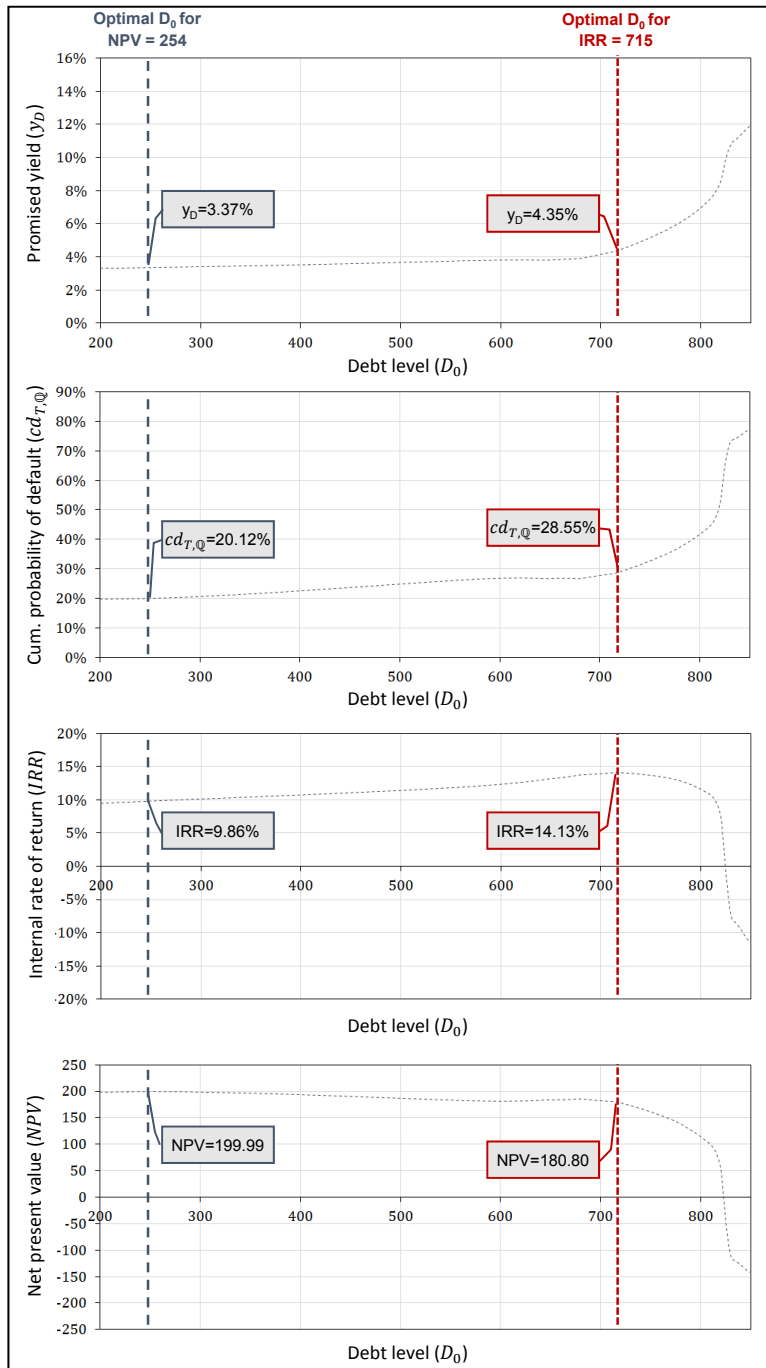 Optimal D₀ for
NPV = 254
Optimal D₀ for
IRR = 715
Promised yield (y_D)
16%
14%
12%
10%
8%
6%
4%
2%
0%
y_D=3.37%
y_D=4.35%
200 300 400 500 600 700 800
Debt level (D₀)
Cum. probability of default (cd_T,ℚ)
90%
80%
70%
60%
50%
40%
30%
20%
10%
0%
cd_T,ℚ=20.12%
cd_T,ℚ=28.55%
200 300 400 500 600 700 800
Debt level (D₀)
Internal rate of return (IRR)
20%
15%
10%
5%
0%
-5%
-10%
-15%
-20%
IRR=9.86%
IRR=14.13%
200 300 400 500 600 700 800
Debt level (D₀)
Net present value (NPV)
250
200
150
100
50
0
-50
-100
-150
-200
-250
NPV=199.99
NPV=180.80
200 300 400 500 600 700 800
Debt level (D₀)